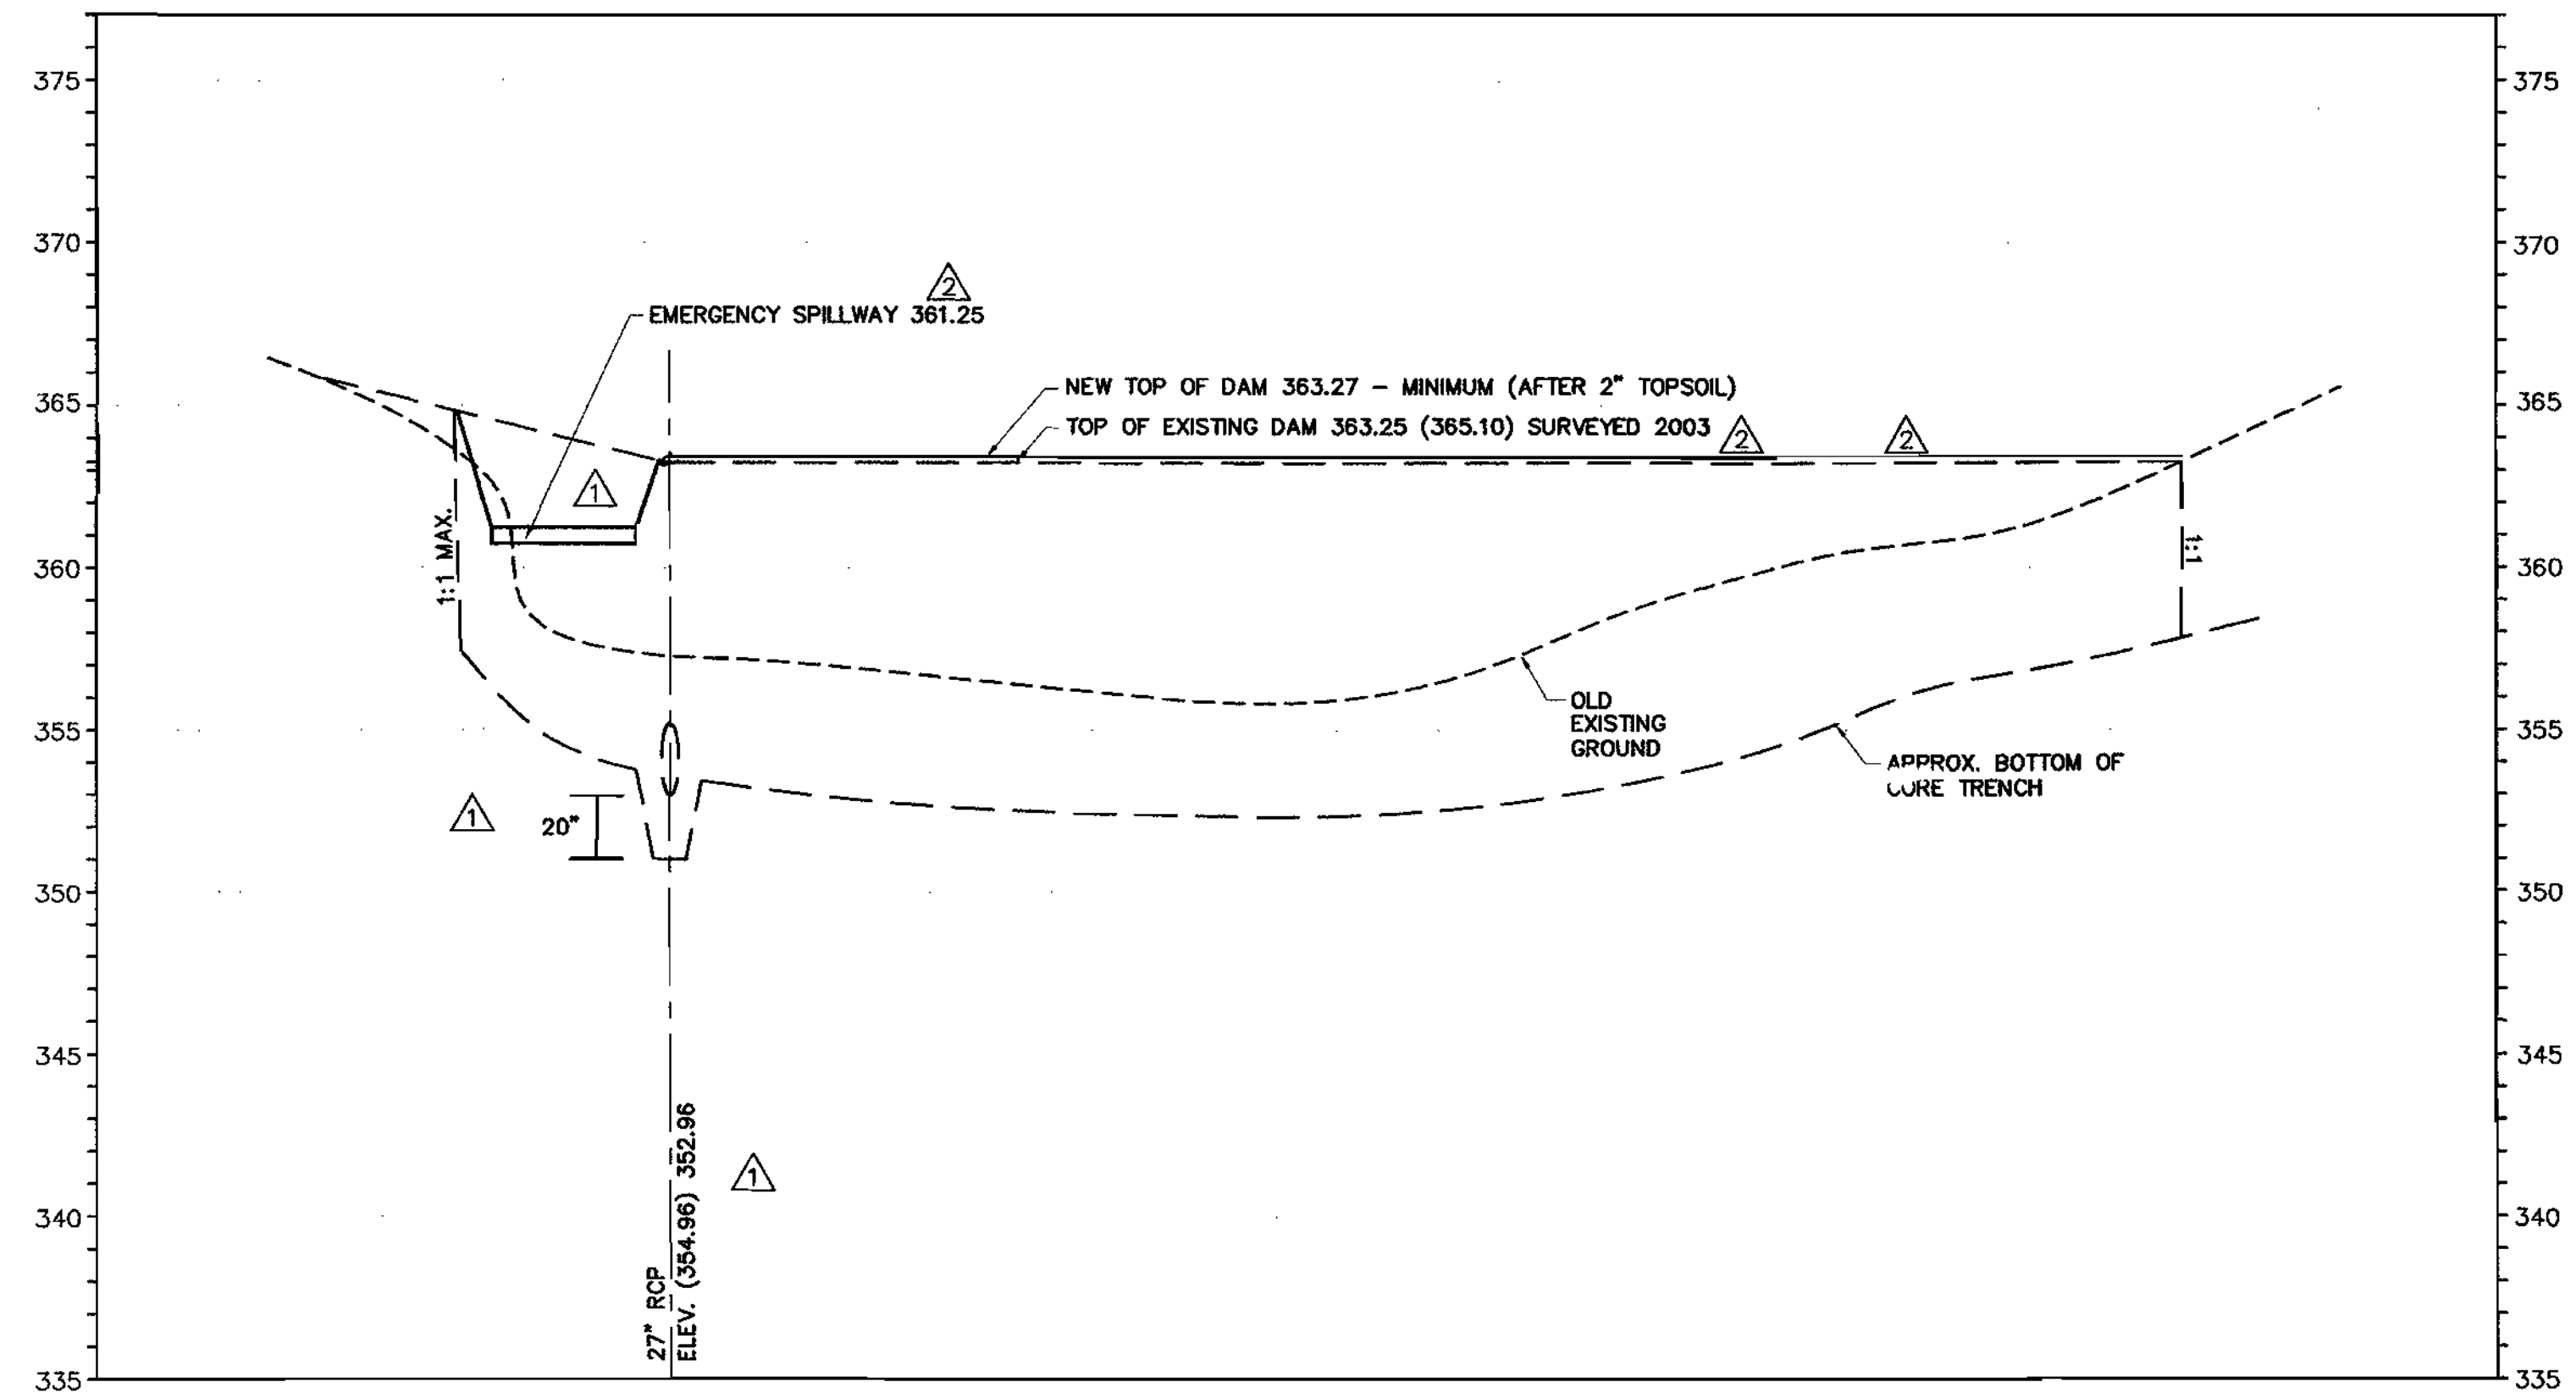 375
375
370
370
2
EMERGENCY SPILLWAY 361.25
NEW TOP OF DAM 363.27 - MINIMUM (AFTER 2" TOPSOIL)
365
365
TOP OF EXISTING DAM 363.25 (365.10) SURVEYED 2003
2
2
1
1:1 MAX.
1:1
360
360
OLD
EXISTING
GROUND
355
355
APPROX. BOTTOM OF
CORE TRENCH
1
20"
350
350
345
345
27" RCP
ELEV. (354.96) 352.96
1
340
340
335
335